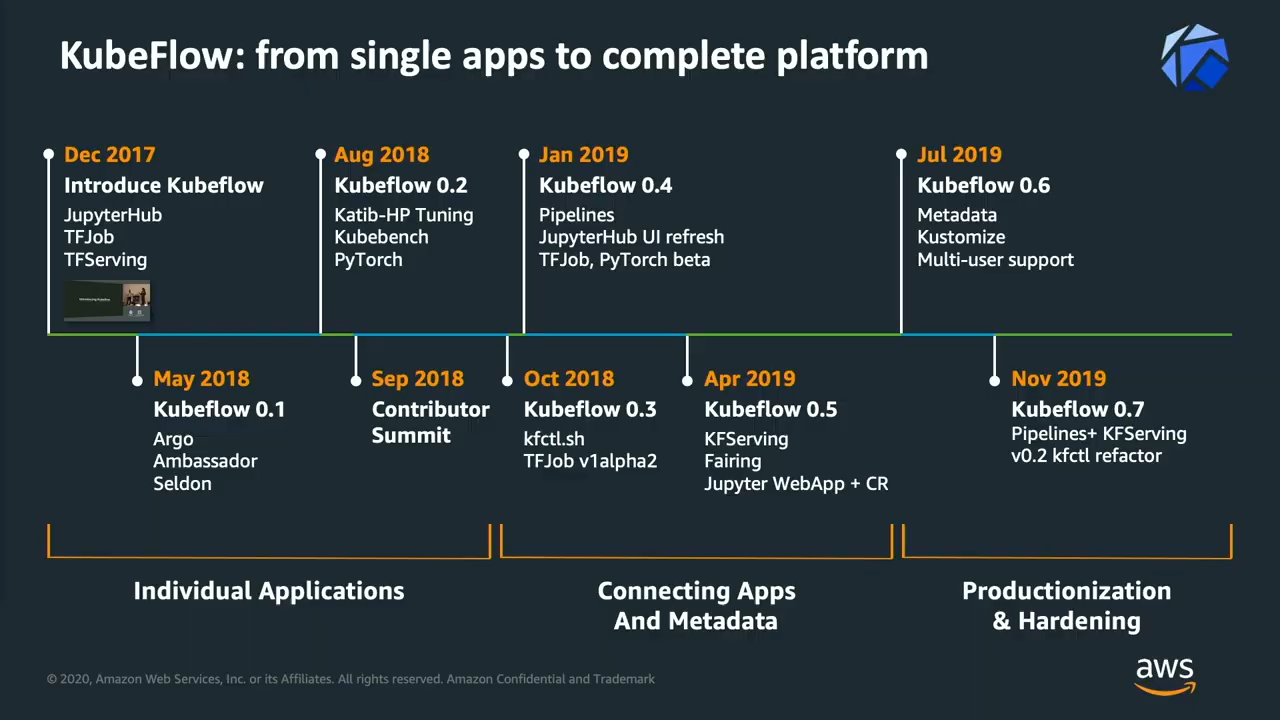 KubeFlow: from single apps to complete platform
Dec 2017
Introduce Kubeflow
JupyterHub
TFJob
TFServing
Introducing Kubeflow
Aug 2018
Kubeflow 0.2
Katib-HP Tuning
Kubebench
PyTorch
Jan 2019
Kubeflow 0.4
Pipelines
JupyterHub UI refresh
TFJob, PyTorch beta
Jul 2019
Kubeflow 0.6
Metadata
Kustomize
Multi-user support
May 2018
Kubeflow 0.1
Argo
Ambassador
Seldon
Sep 2018
Contributor
Summit
Oct 2018
Kubeflow 0.3
kfctl.sh
TFJob v1alpha2
Apr 2019
Kubeflow 0.5
KFServing
Fairing
Jupyter WebApp + CR
Nov 2019
Kubeflow 0.7
Pipelines+ KFServing
v0.2 kfctl refactor
Individual Applications
Connecting Apps
And Metadata
Productionization
& Hardening
© 2020, Amazon Web Services, Inc. or its Affiliates. All rights reserved. Amazon Confidential and Trademark
aws